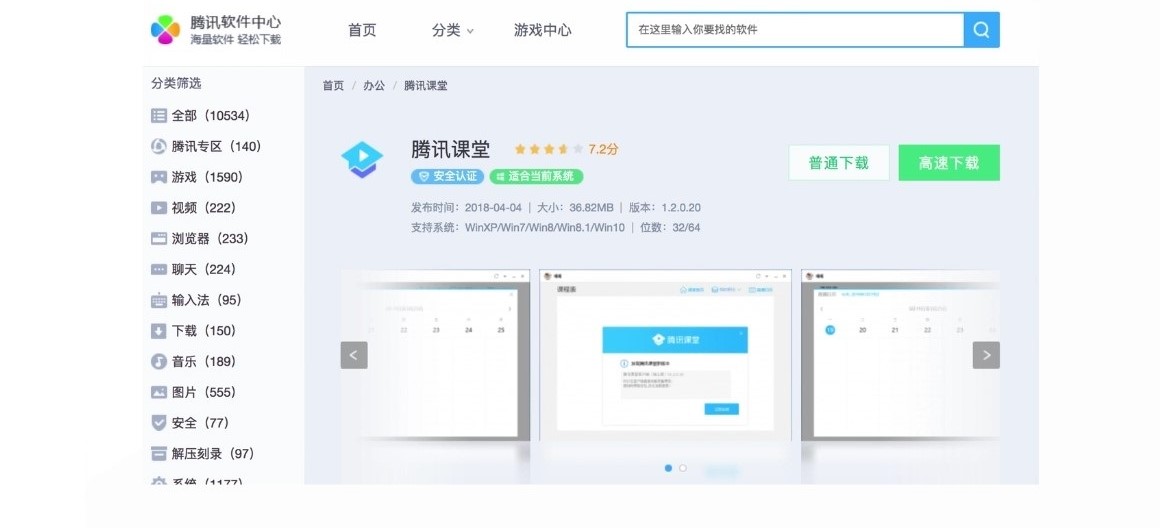 腾讯软件中心
海量软件 轻松下载
首页
分类
游戏中心
在这里输入你要找的软件
分类筛选
全部（10534）
腾讯专区（140）
游戏（1590）
视频（222）
浏览器（233）
聊天（224）
输入法（95）
下载（150）
音乐（189）
图片（555）
安全（77）
解压刻录（97）
系统（1177）
首页 / 办公 / 腾讯课堂
腾讯课堂 7.2分
安全认证 适合当前系统
发布时间：2018-04-04 | 大小：36.82MB | 版本：1.2.0.20
支持系统：WinXP/Win7/Win8/Win8.1/Win10 | 位数：32/64
普通下载
高速下载
21 22 23 24 25
课程表
腾讯课堂
19 20 21 22 23